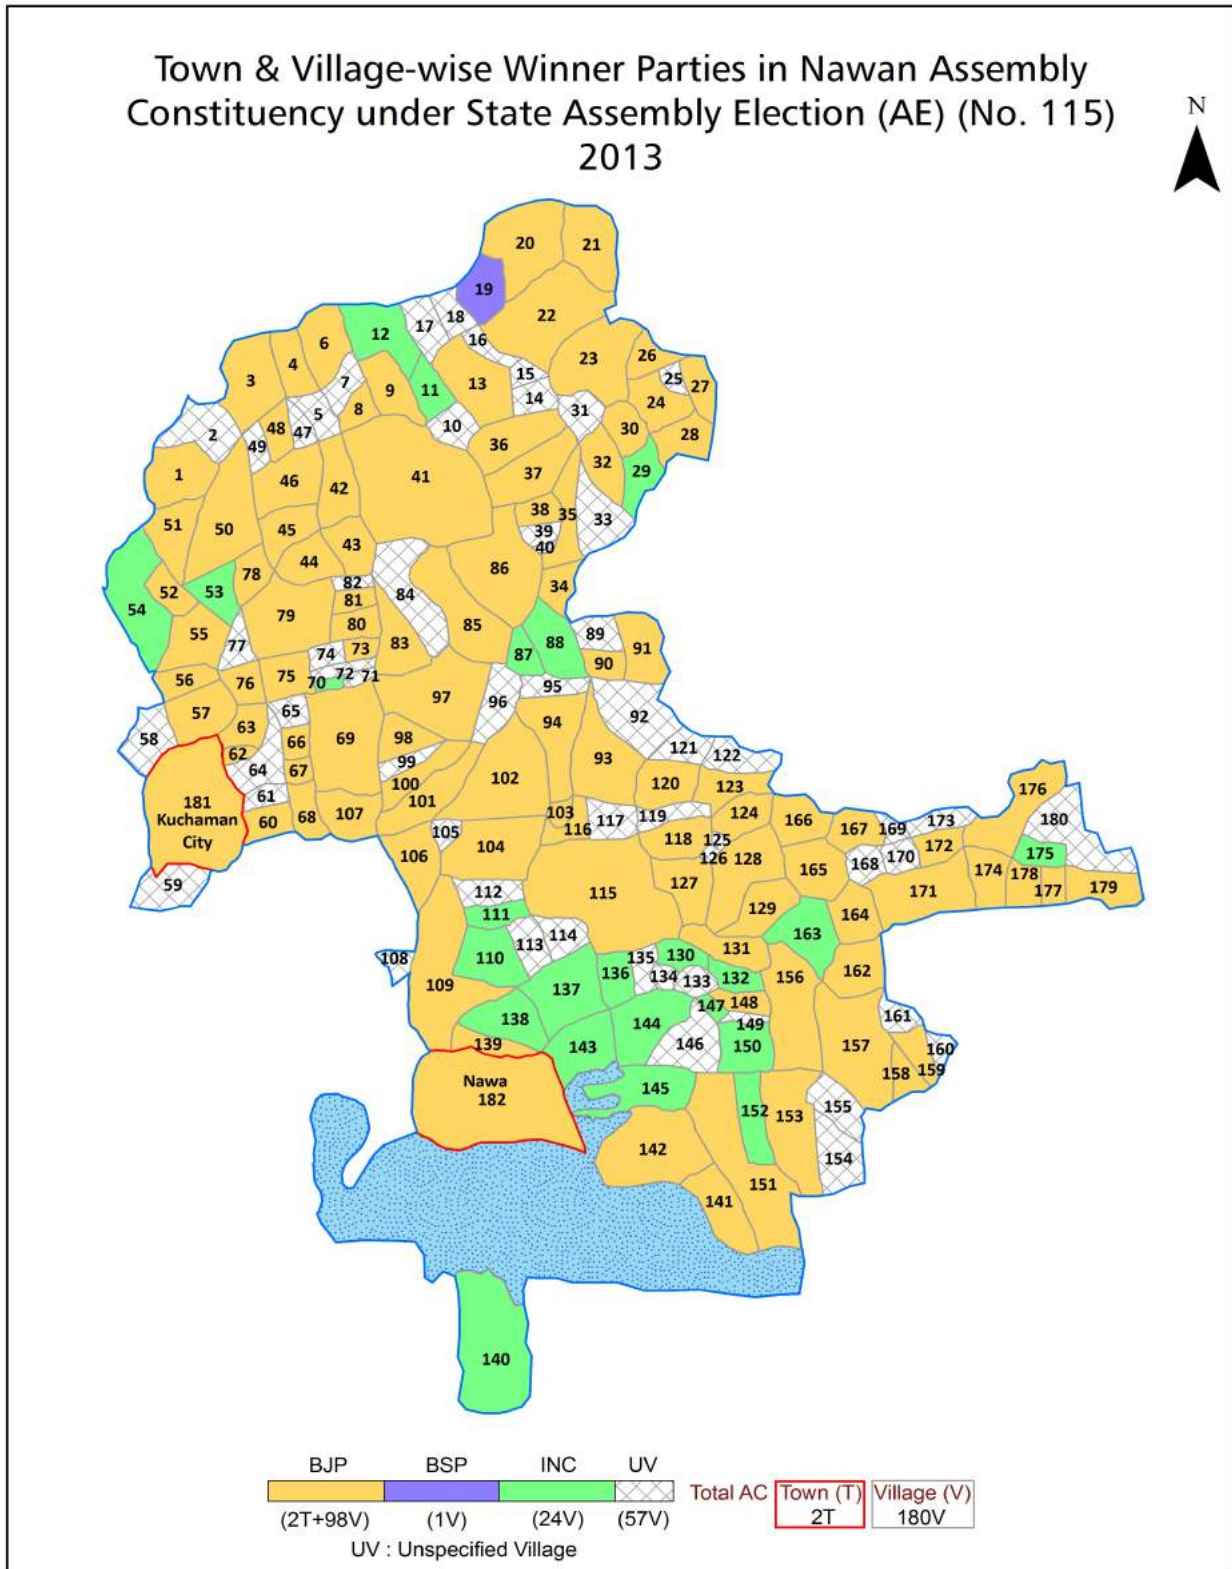 Town & Village-wise Winner Parties in Nawan Assembly
Constituency under State Assembly Election (AE) (No. 115)
2013
N
20 21
19
22
18
17
12 16
6
23 26
4 15
7 25 27
3 9 11 13
14 24
5 8 31
48 10 30 28
2 47
49 36
32 29
1 46 41 37
42
38 35
51 50 45 33
39
43 40
44 86
78 34
52 53 82
54 81 84
79 80 85
55 89
77 83 88 91
74 73 87
90
56 76 75 70 72 71
95
97 96
57 65 92
63 94
58 66 69 98
62 121 122
99 93
64 67 102
100 120 123
61 101 176
181
Kuchaman
City
60 68 107 103
116 117 119 124 166 167 169 173 180
105
106 104 118 125
126 128 168 170 172 175
165
59 112 115 127 171 174 178
177 179
111 129 164
113 114 163
108 110 131
135 130
136 134 133 132 156 162
109 137
147 148
138 144 149 161
139 143 146 150 157
160
158 159
Nawa
182
145
152 153 155
142
154
151
141
140
BJP BSP INC UV
Total AC Town (T) Village (V)
2T 180V
(2T+98V) (1V) (24V) (57V)
UV : Unspecified Village